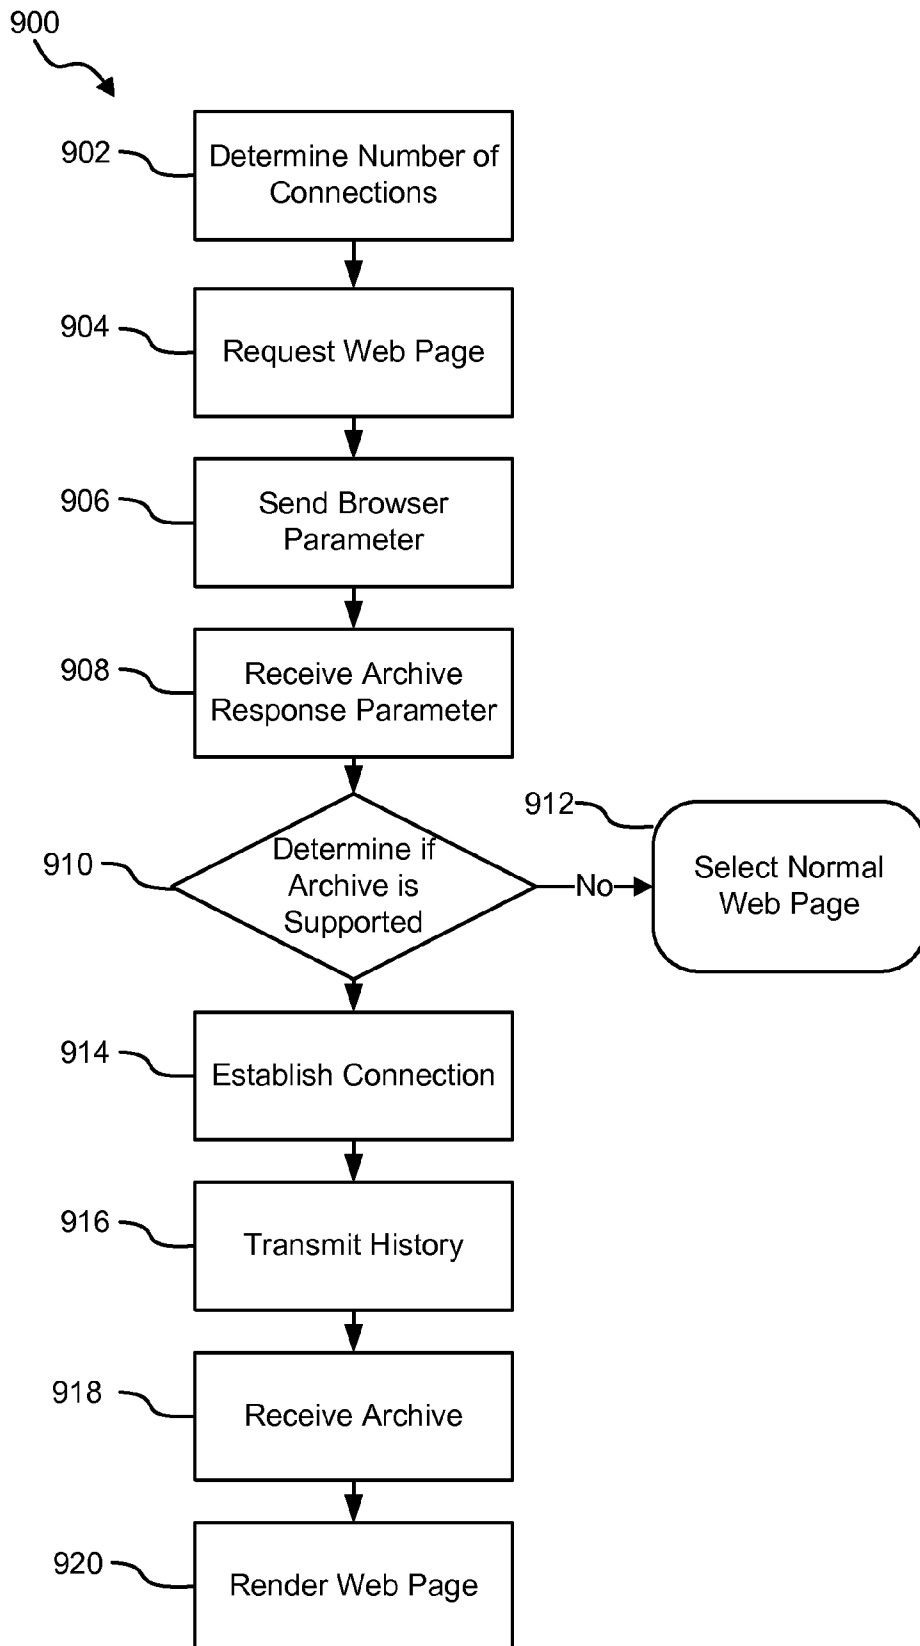 900
902
Determine Number of
Connections
904
Request Web Page
906
Send Browser
Parameter
908
Receive Archive
Response Parameter
910
Determine if
Archive is
Supported
No
912
Select Normal
Web Page
914
Establish Connection
916
Transmit History
918
Receive Archive
920
Render Web Page